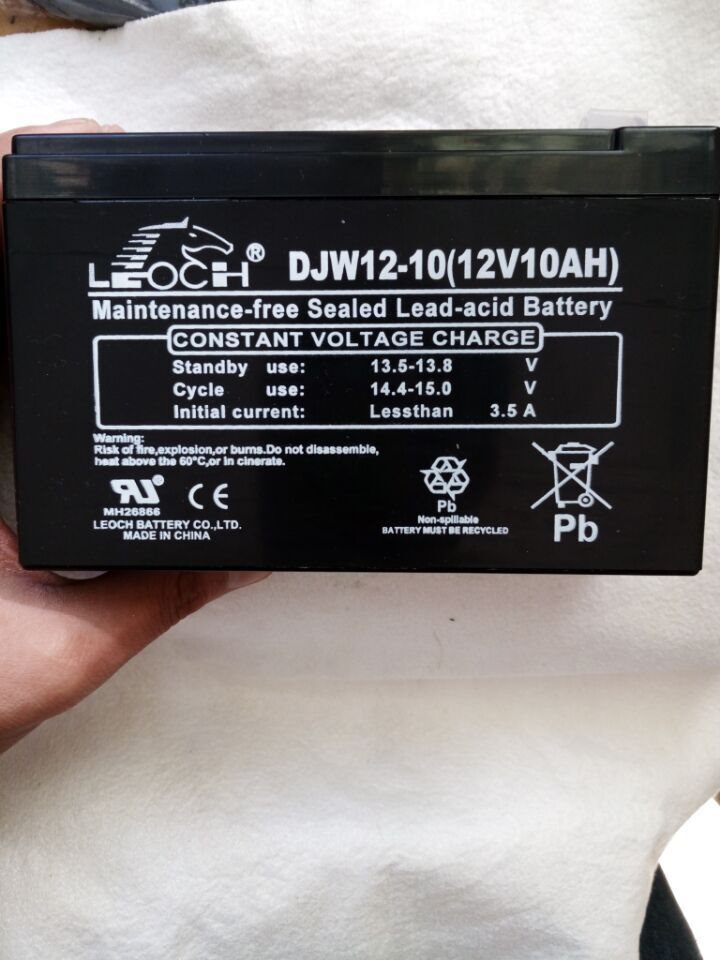 LEOCH® DJW12-10(12V10AH)
Maintenance-free Sealed Lead-acid Battery
CONSTANT VOLTAGE CHARGE
Standby use: 13.5-13.8 V
Cycle use: 14.4-15.0 V
Initial current: Lessthan 3.5 A
Warning:
Risk of fire,explosion,or burns.Do not disassemble,
heat above the 60°C,or in cinerate.
RU CE
MH26866
LEOCH BATTERY CO.,LTD.
MADE IN CHINA
Pb
Non-spillable
BATTERY MUST BE RECYCLED
Pb